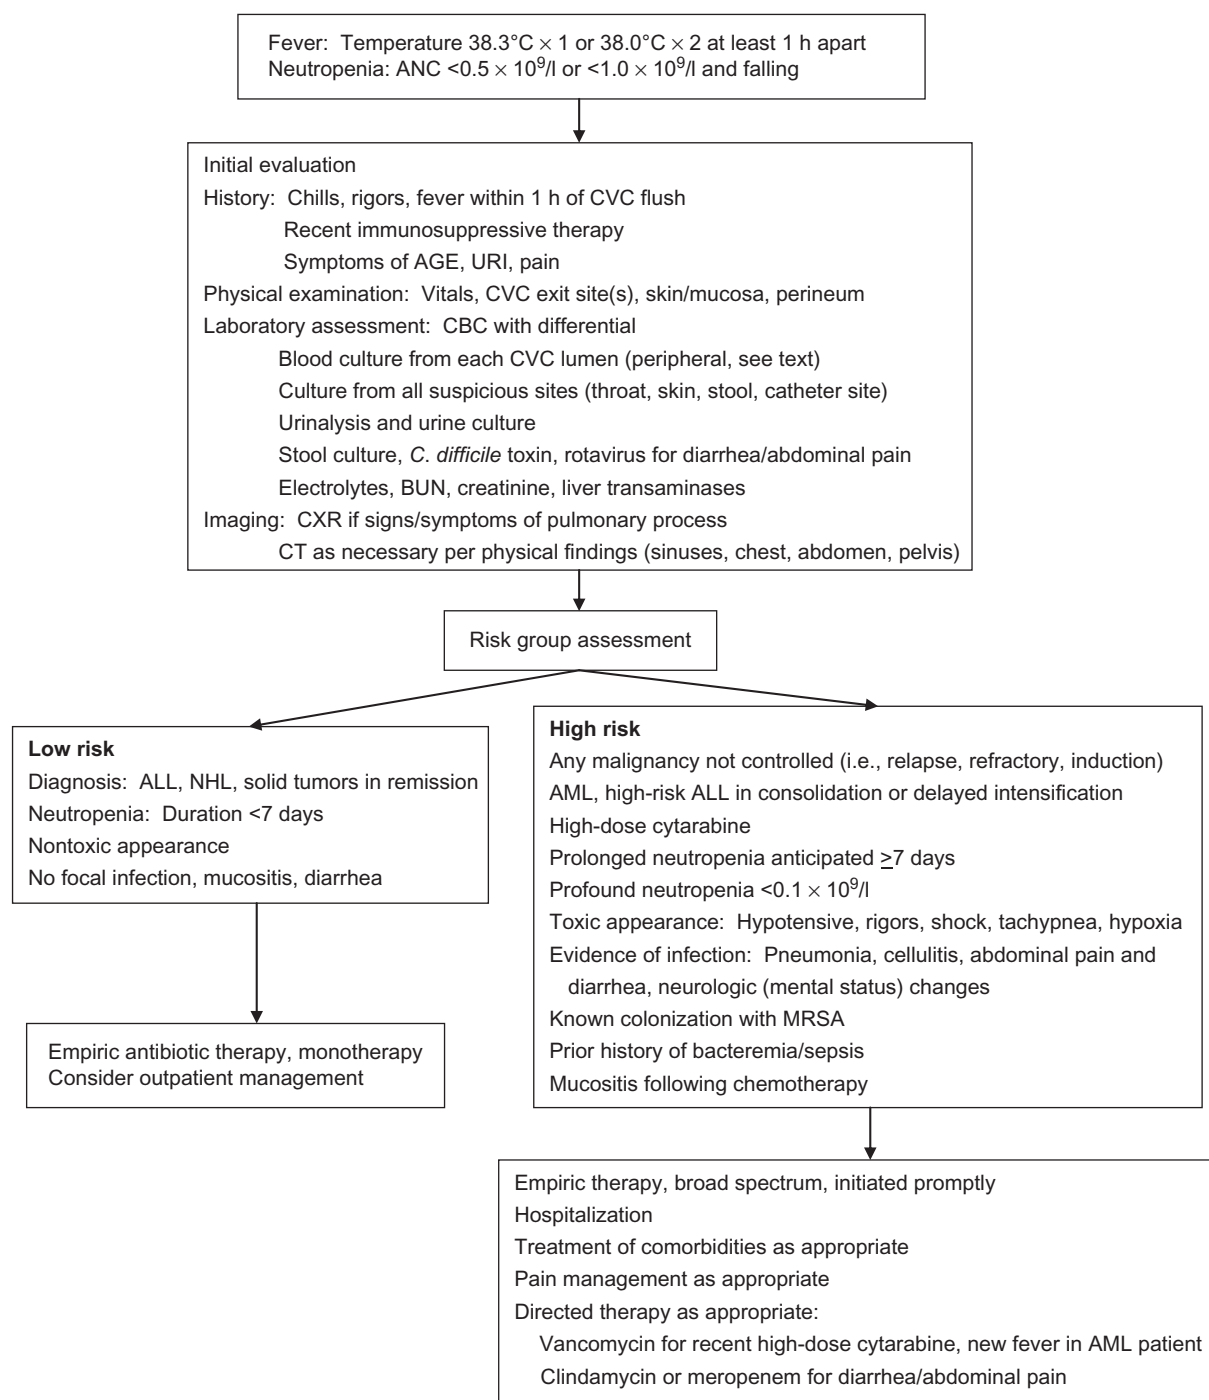 Fever: Temperature 38.3°C × 1 or 38.0°C × 2 at least 1 h apart
Neutropenia: ANC <0.5 × 10⁹/l or <1.0 × 10⁹/l and falling
Initial evaluation
History: Chills, rigors, fever within 1 h of CVC flush
Recent immunosuppressive therapy
Symptoms of AGE, URI, pain
Physical examination: Vitals, CVC exit site(s), skin/mucosa, perineum
Laboratory assessment: CBC with differential
Blood culture from each CVC lumen (peripheral, see text)
Culture from all suspicious sites (throat, skin, stool, catheter site)
Urinalysis and urine culture
Stool culture, C. difficile toxin, rotavirus for diarrhea/abdominal pain
Electrolytes, BUN, creatinine, liver transaminases
Imaging: CXR if signs/symptoms of pulmonary process
CT as necessary per physical findings (sinuses, chest, abdomen, pelvis)
Risk group assessment
Low risk
Diagnosis: ALL, NHL, solid tumors in remission
Neutropenia: Duration <7 days
Nontoxic appearance
No focal infection, mucositis, diarrhea
Empiric antibiotic therapy, monotherapy
Consider outpatient management
High risk
Any malignancy not controlled (i.e., relapse, refractory, induction)
AML, high-risk ALL in consolidation or delayed intensification
High-dose cytarabine
Prolonged neutropenia anticipated ≥7 days
Profound neutropenia <0.1 × 10⁹/l
Toxic appearance: Hypotensive, rigors, shock, tachypnea, hypoxia
Evidence of infection: Pneumonia, cellulitis, abdominal pain and
diarrhea, neurologic (mental status) changes
Known colonization with MRSA
Prior history of bacteremia/sepsis
Mucositis following chemotherapy
Empiric therapy, broad spectrum, initiated promptly
Hospitalization
Treatment of comorbidities as appropriate
Pain management as appropriate
Directed therapy as appropriate:
Vancomycin for recent high-dose cytarabine, new fever in AML patient
Clindamycin or meropenem for diarrhea/abdominal pain